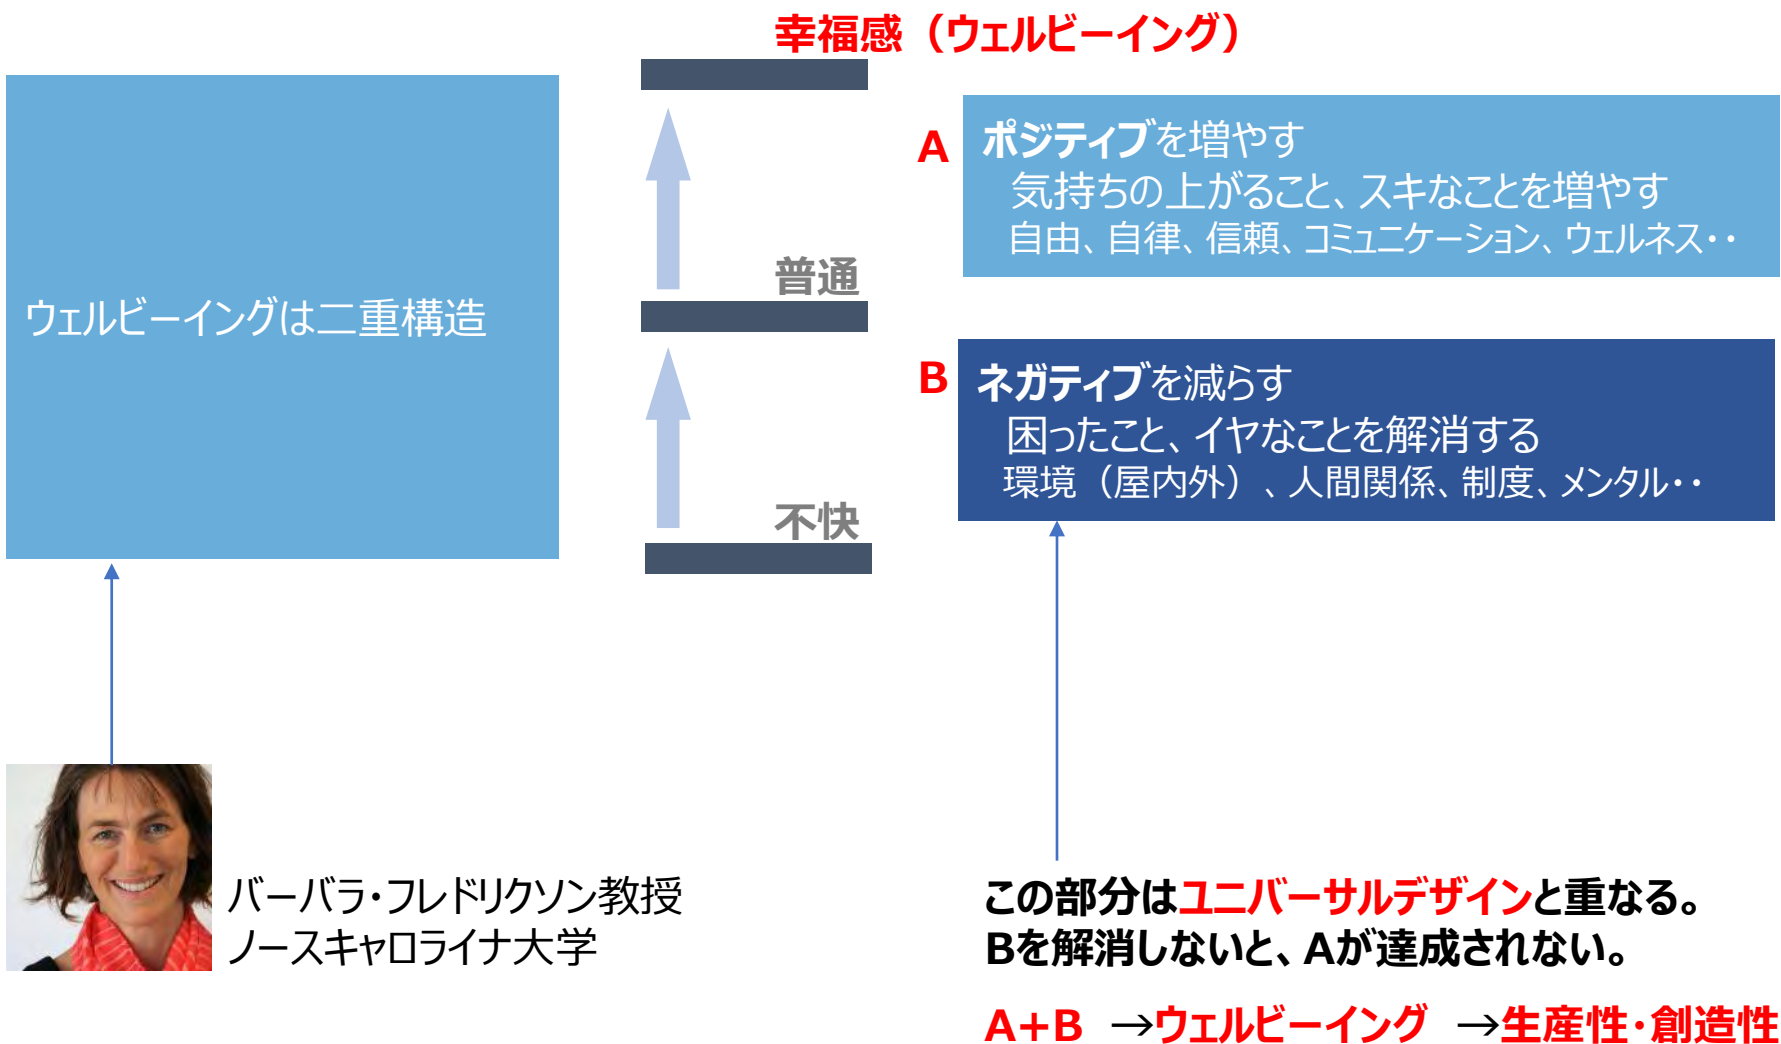 幸福感（ウェルビーイング）
ウェルビーイングは二重構造
普通
不快
A
ポジティブを増やす
気持ちの上がること、スキなことを増やす
自由、自律、信頼、コミュニケーション、ウェルネス・・
B
ネガティブを減らす
困ったこと、イヤなことを解消する
環境（屋内外）、人間関係、制度、メンタル・・
バーバラ・フレドリクソン教授
ノースキャロライナ大学
この部分はユニバーサルデザインと重なる。
Bを解消しないと、Aが達成されない。
A+B →ウェルビーイング →生産性・創造性